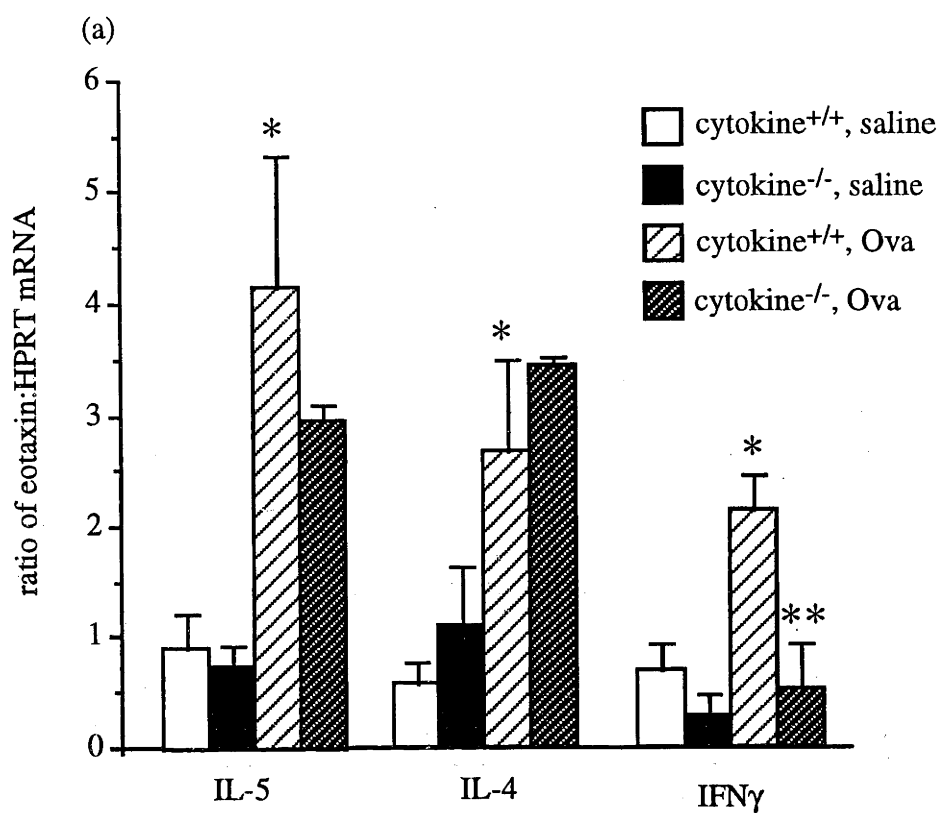 (a)
6
5
4
3
2
1
0
ratio of eotaxin:HPRT mRNA
*
*
*
**
cytokine+/+, saline
cytokine-/-, saline
cytokine+/+, Ova
cytokine-/-, Ova
IL-5
IL-4
IFNγ